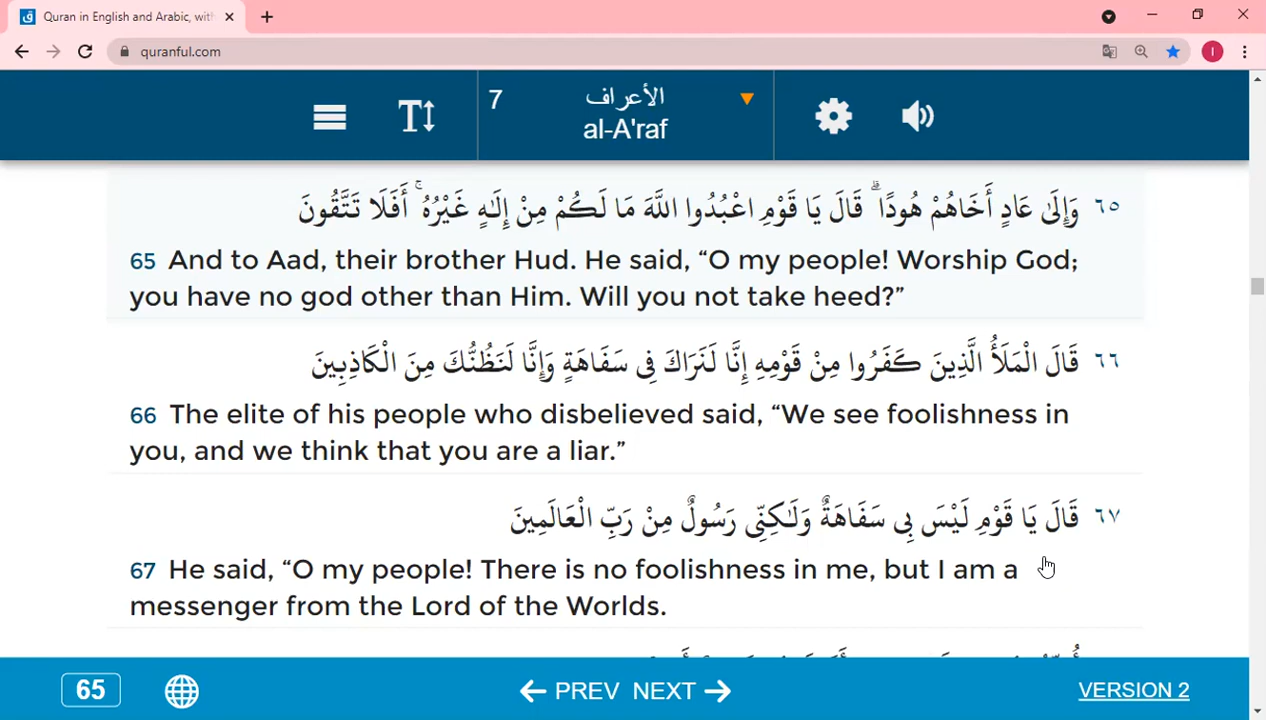 Quran in English and Arabic, with
quranful.com
7
الأعراف
al-A'raf
٦٥ وَإِلَىٰ عَادٍ أَخَاهُمْ هُودًا ۗ قَالَ يَا قَوْمِ اعْبُدُوا اللَّهَ مَا لَكُمْ مِنْ إِلَٰهٍ غَيْرُهُ ۚ أَفَلَا تَتَّقُونَ
65 And to Aad, their brother Hud. He said, “O my people! Worship God;
you have no god other than Him. Will you not take heed?”
٦٦ قَالَ الْمَلَأُ الَّذِينَ كَفَرُوا مِنْ قَوْمِهِ إِنَّا لَنَرَاكَ فِي سَفَاهَةٍ وَإِنَّا لَنَظُنُّكَ مِنَ الْكَاذِبِينَ
66 The elite of his people who disbelieved said, “We see foolishness in
you, and we think that you are a liar.”
٦٧ قَالَ يَا قَوْمِ لَيْسَ بِي سَفَاهَةٌ وَلَٰكِنِّي رَسُولٌ مِنْ رَبِّ الْعَالَمِينَ
67 He said, “O my people! There is no foolishness in me, but I am a
messenger from the Lord of the Worlds.
65
PREV NEXT
VERSION 2